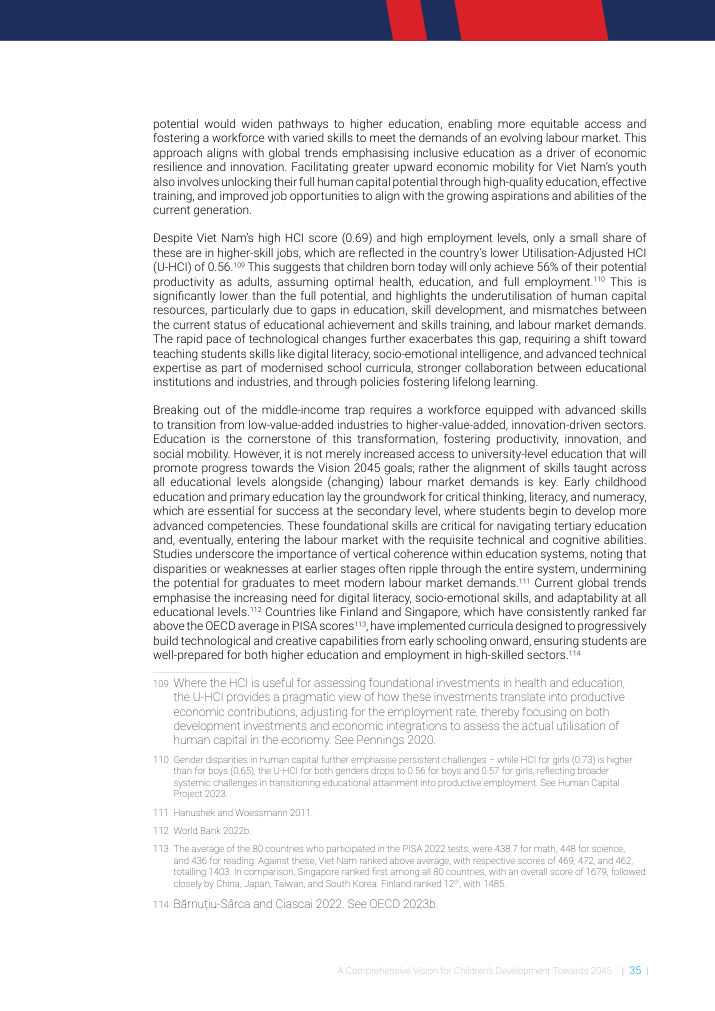 potential would widen pathways to higher education, enabling more equitable access and
fostering a workforce with varied skills to meet the demands of an evolving labour market. This
approach aligns with global trends emphasising inclusive education as a driver of economic
resilience and innovation. Facilitating greater upward economic mobility for Viet Nam's youth
also involves unlocking their full human capital potential through high-quality education, effective
training, and improved job opportunities to align with the growing aspirations and abilities of the
current generation.
Despite Viet Nam's high HCI score (0.69) and high employment levels, only a small share of
these are in higher-skill jobs, which are reflected in the country's lower Utilisation-Adjusted HCI
(U-HCI) of 0.56.¹⁰⁹ This suggests that children born today will only achieve 56% of their potential
productivity as adults, assuming optimal health, education, and full employment.¹¹⁰ This is
significantly lower than the full potential, and highlights the underutilisation of human capital
resources, particularly due to gaps in education, skill development, and mismatches between
the current status of educational achievement and skills training, and labour market demands.
The rapid pace of technological changes further exacerbates this gap, requiring a shift toward
teaching students skills like digital literacy, socio-emotional intelligence, and advanced technical
expertise as part of modernised school curricula, stronger collaboration between educational
institutions and industries, and through policies fostering lifelong learning.
Breaking out of the middle-income trap requires a workforce equipped with advanced skills
to transition from low-value-added industries to higher-value-added, innovation-driven sectors.
Education is the cornerstone of this transformation, fostering productivity, innovation, and
social mobility. However, it is not merely increased access to university-level education that will
promote progress towards the Vision 2045 goals; rather the alignment of skills taught across
all educational levels alongside (changing) labour market demands is key. Early childhood
education and primary education lay the groundwork for critical thinking, literacy, and numeracy,
which are essential for success at the secondary level, where students begin to develop more
advanced competencies. These foundational skills are critical for navigating tertiary education
and, eventually, entering the labour market with the requisite technical and cognitive abilities.
Studies underscore the importance of vertical coherence within education systems, noting that
disparities or weaknesses at earlier stages often ripple through the entire system, undermining
the potential for graduates to meet modern labour market demands.¹¹¹ Current global trends
emphasise the increasing need for digital literacy, socio-emotional skills, and adaptability at all
educational levels.¹¹² Countries like Finland and Singapore, which have consistently ranked far
above the OECD average in PISA scores¹¹³, have implemented curricula designed to progressively
build technological and creative capabilities from early schooling onward, ensuring students are
well-prepared for both higher education and employment in high-skilled sectors.¹¹⁴
109 Where the HCI is useful for assessing foundational investments in health and education,
the U-HCI provides a pragmatic view of how these investments translate into productive
economic contributions, adjusting for the employment rate, thereby focusing on both
development investments and economic integrations to assess the actual utilisation of
human capital in the economy. See Pennings 2020.
110 Gender disparities in human capital further emphasise persistent challenges – while HCI for girls (0.73) is higher
than for boys (0.65), the U-HCI for both genders drops to 0.56 for boys and 0.57 for girls, reflecting broader
systemic challenges in transitioning educational attainment into productive employment. See Human Capital
Project 2023.
111 Hanushek and Woessmann 2011.
112 World Bank 2022b.
113 The average of the 80 countries who participated in the PISA 2022 tests, were 438.7 for math, 448 for science,
and 436 for reading. Against these, Viet Nam ranked above average, with respective scores of 469, 472, and 462,
totalling 1403. In comparison, Singapore ranked first among all 80 countries, with an overall score of 1679, followed
closely by China, Japan, Taiwan, and South Korea. Finland ranked 12ᵗʰ, with 1485.
114 Bărnuțiu-Sârca and Ciascai 2022. See OECD 2023b.
A Comprehensive Vision for Children's Development Towards 2045 | 35 |